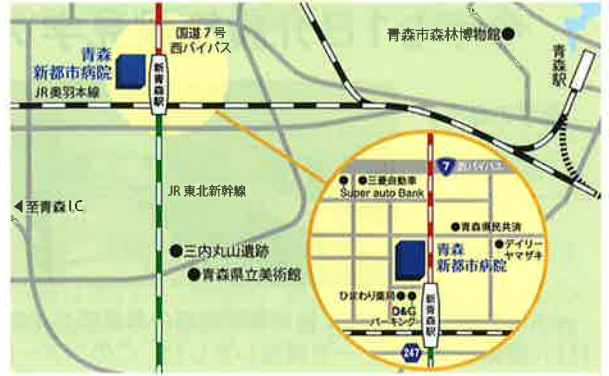 国道7号
西バイパス
青森市森林博物館
青森
新都市病院
新青森駅
青森駅
JR奥羽本線
JR東北新幹線
至青森I.C.
三内丸山遺跡
青森県立美術館
7
西バイパス
三菱自動車
Super auto Bank
青森県民共済
デイリー
ヤマザキ
青森
新都市病院
ひまわり薬局
D&G
パーキング
新青森駅
247